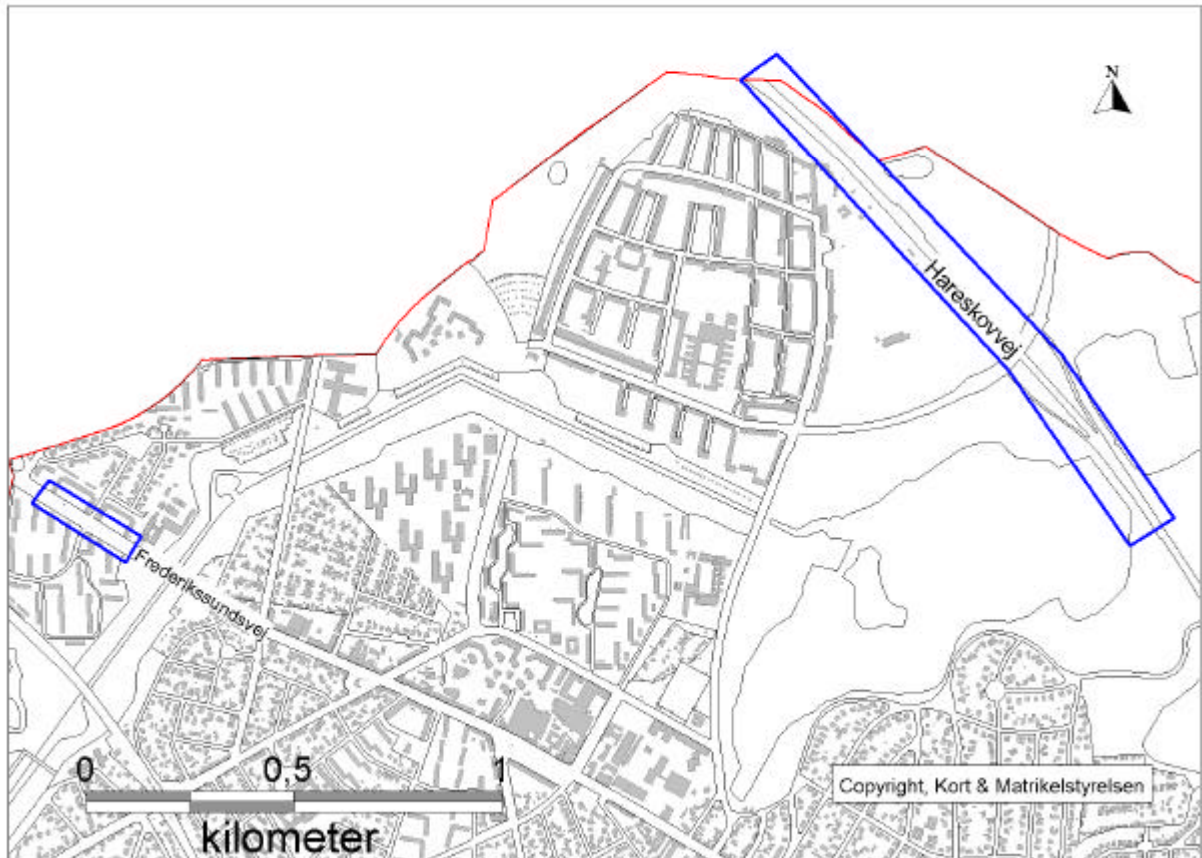 N
Hareskovvej
Frederikssundsvej
0 0,5 1
kilometer
Copyright, Kort & Matrikelstyrelsen